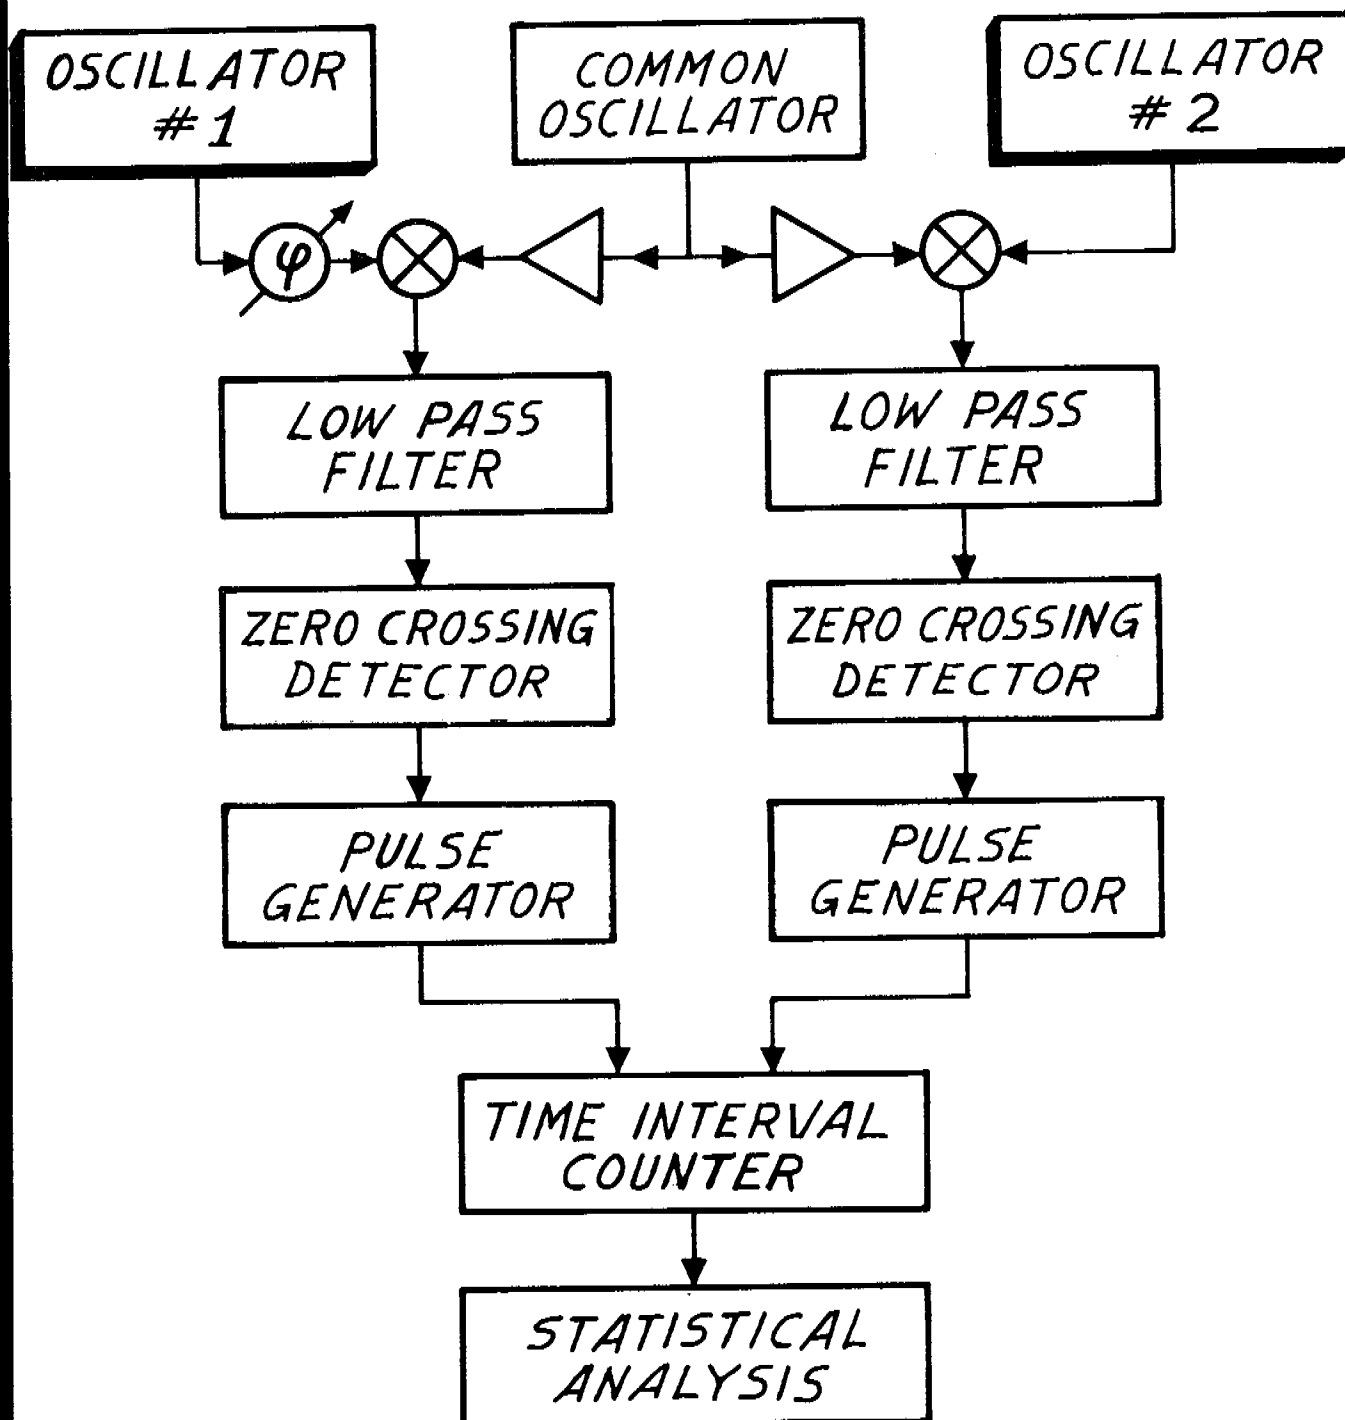 OSCILLATOR
#1
COMMON
OSCILLATOR
OSCILLATOR
#2
φ
LOW PASS
FILTER
LOW PASS
FILTER
ZERO CROSSING
DETECTOR
ZERO CROSSING
DETECTOR
PULSE
GENERATOR
PULSE
GENERATOR
TIME INTERVAL
COUNTER
STATISTICAL
ANALYSIS